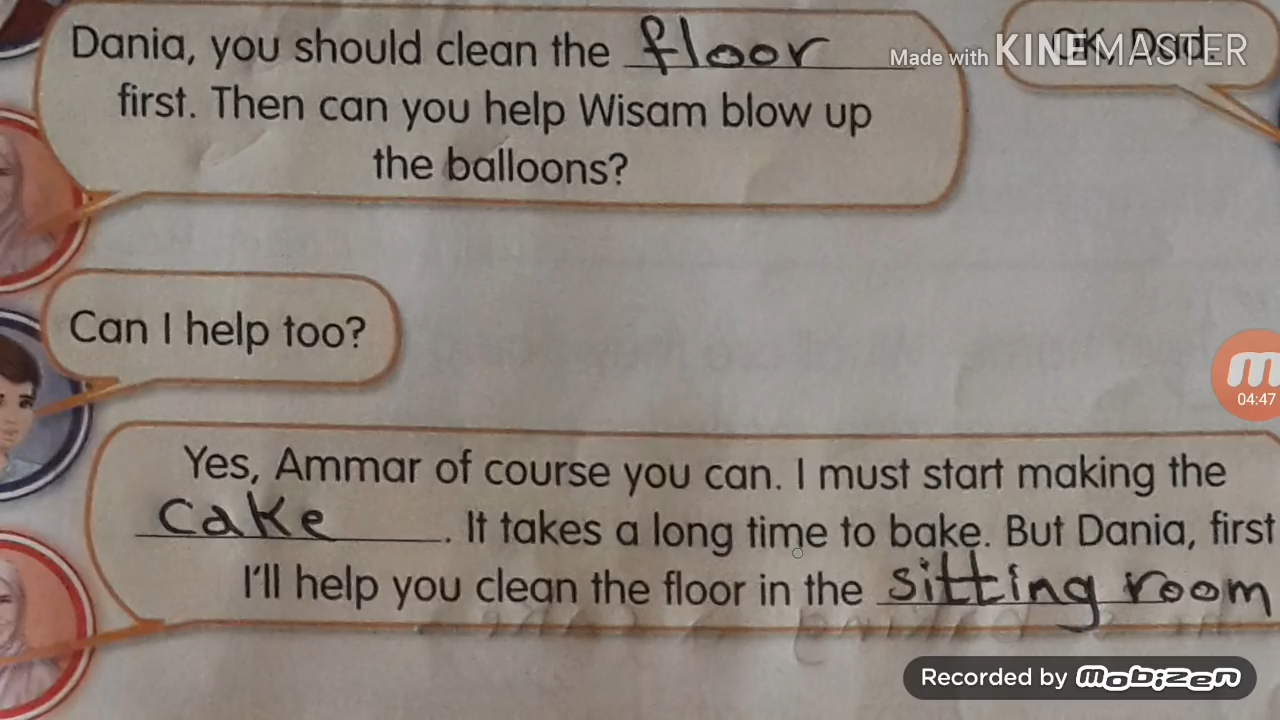 Dania, you should clean the floor
first. Then can you help Wisam blow up
the balloons?
OK, Dad.
Made with KINEMASTER
Can I help too?
04:47
Yes, Ammar of course you can. I must start making the
cake. It takes a long time to bake. But Dania, first
I'll help you clean the floor in the sitting room
Recorded by mobizen